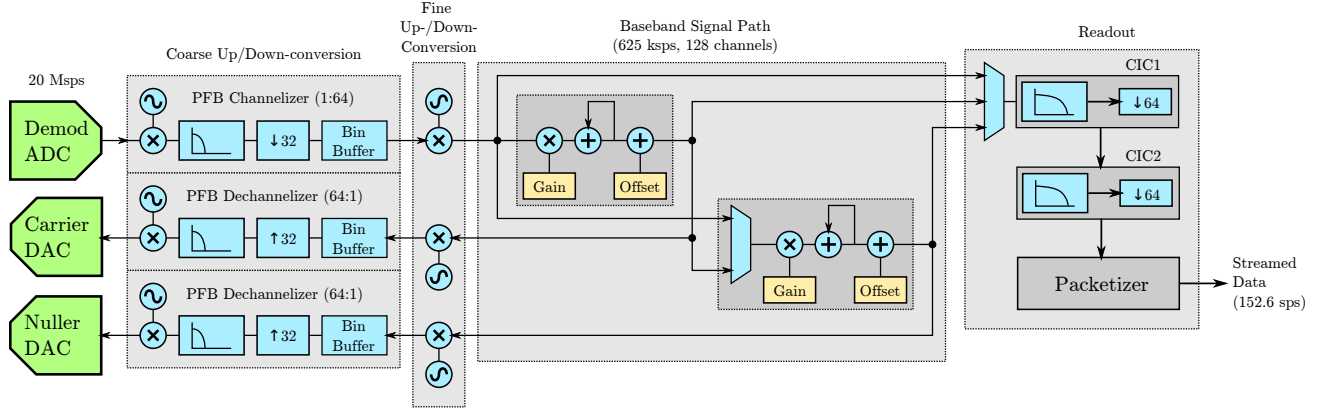 Fine
Up-/Down-
Conversion
Coarse Up/Down-conversion
Baseband Signal Path
(625 ksps, 128 channels)
Readout
20 Msps
CIC1
PFB Channelizer (1:64)
Demod
ADC
↓32
Bin
Buffer
↓64
Gain
Offset
CIC2
↓64
PFB Dechannelizer (64:1)
Carrier
DAC
↑32
Bin
Buffer
Gain
Offset
Packetizer
Streamed
Data
(152.6 sps)
PFB Dechannelizer (64:1)
Nuller
DAC
↑32
Bin
Buffer